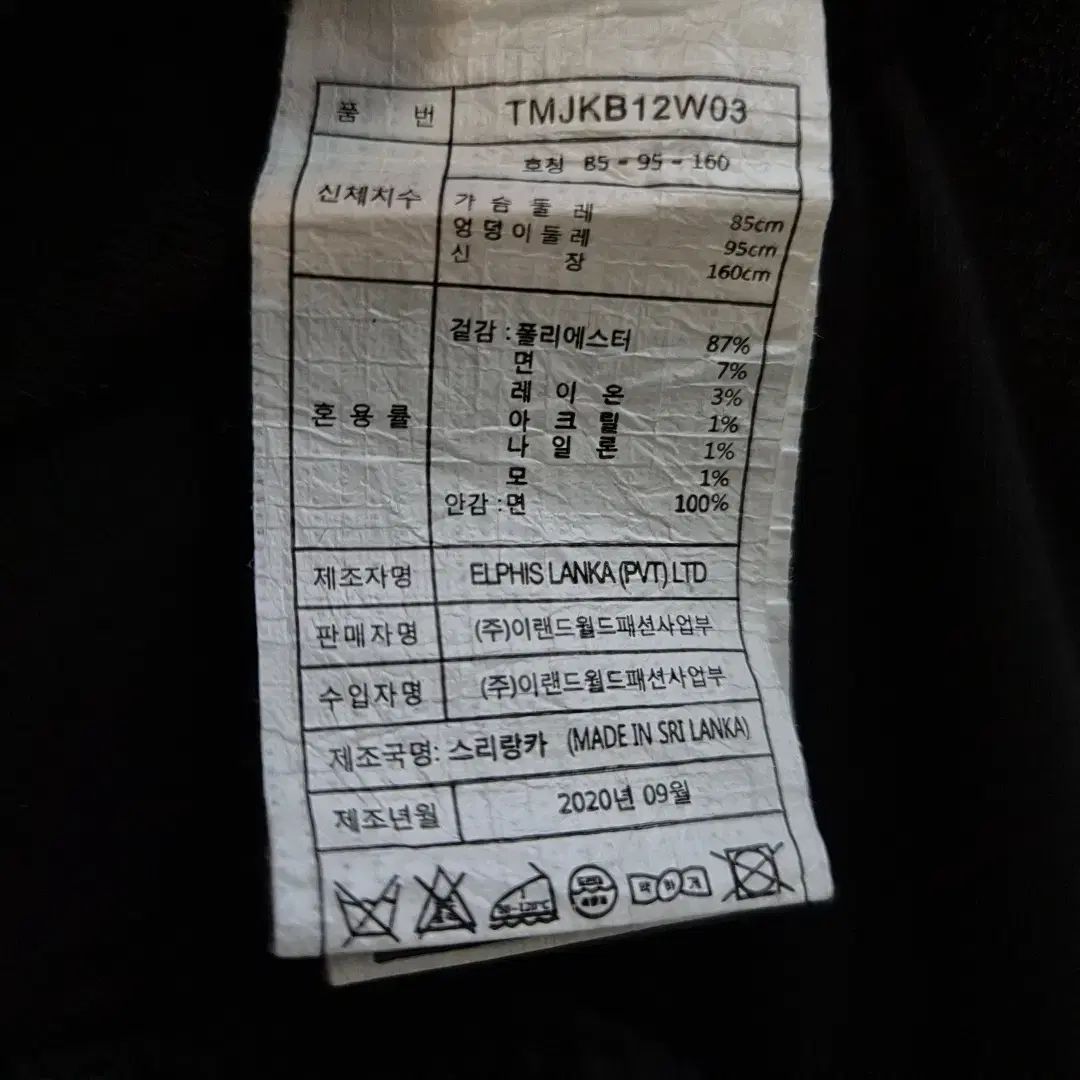 품 번 TMJKB12W03
신체치수 호칭 85 - 95 - 160
가 슴 둘 레 85cm
엉덩이둘레 95cm
신 장 160cm
혼 용 률
겉감 : 폴리에스터 87%
면 7%
레 이 온 3%
아 크 릴 1%
나 일 론 1%
모 1%
안감 : 면 100%
제조자명 ELPHIS LANKA (PVT) LTD
판매자명 (주)이랜드월드패션사업부
수입자명 (주)이랜드월드패션사업부
제조국명: 스리랑카 (MADE IN SRI LANKA)
제조년월 2020년 09월
약 하 게